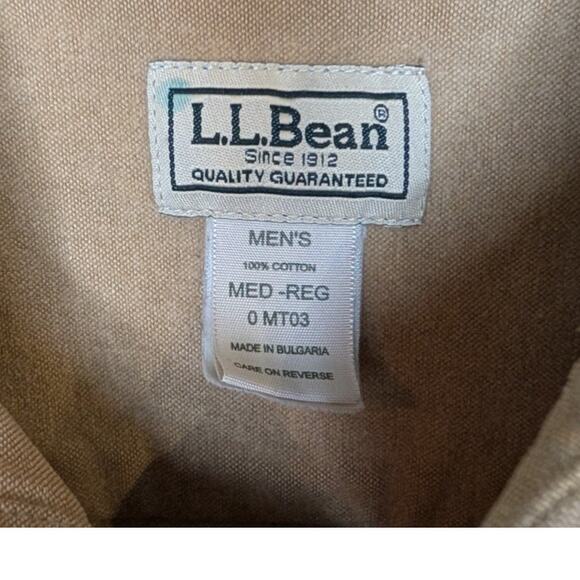 L.L.Bean®
Since 1912
QUALITY GUARANTEED
MEN'S
100% COTTON
MED -REG
0 MT03
MADE IN BULGARIA
CARE ON REVERSE